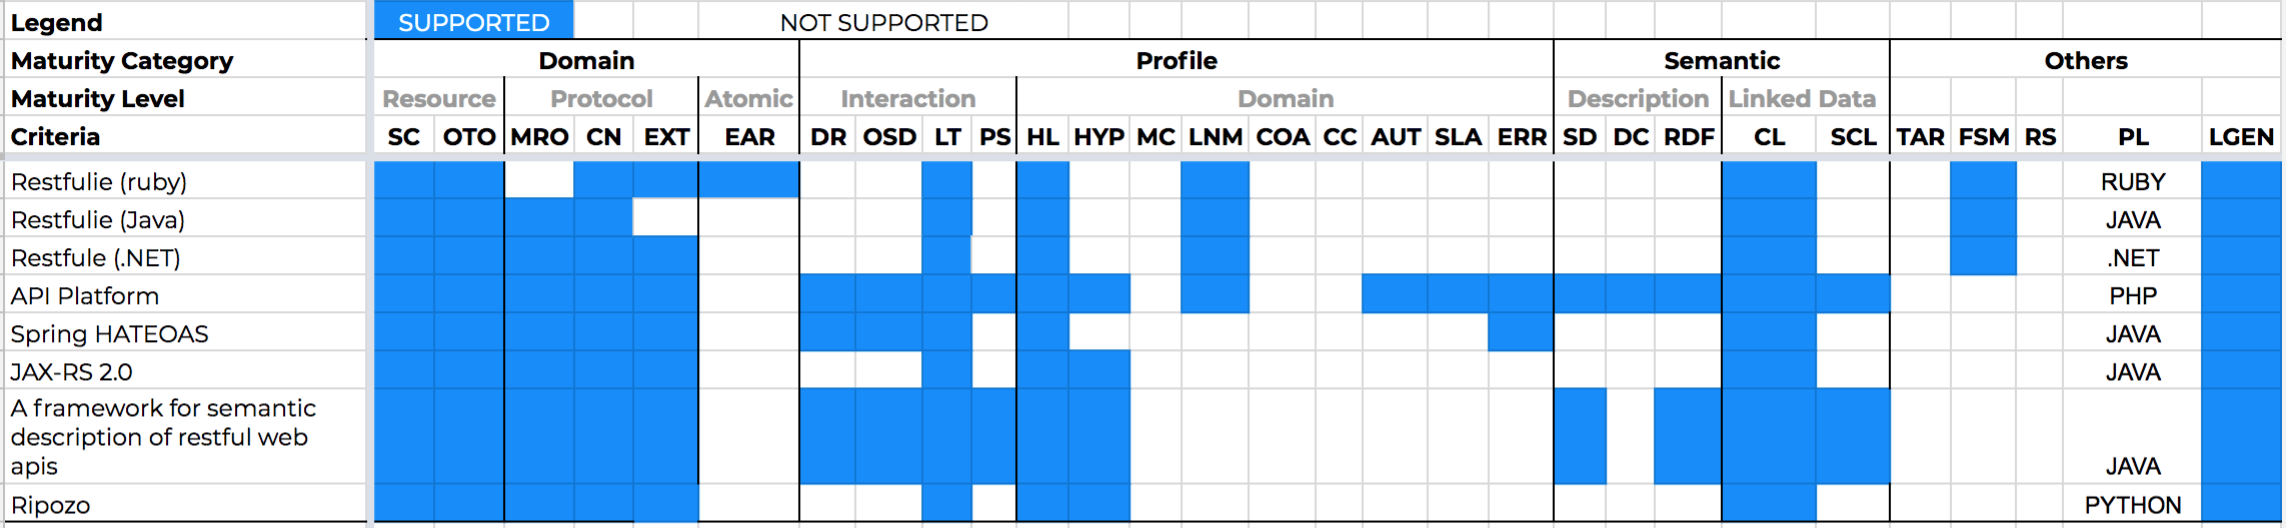 Legend SUPPORTED NOT SUPPORTED
Maturity Category Domain Profile Semantic Others
Maturity Level Resource Protocol Atomic Interaction Domain Description Linked Data
Criteria SC OTO MRO CN EXT EAR DR OSD LT PS HL HYP MC LNM COA CC AUT SLA ERR SD DC RDF CL SCL TAR FSM RS PL LGEN
Restfulie (ruby) RUBY
Restfulie (Java) JAVA
Restfule (.NET) .NET
API Platform PHP
Spring HATEOAS JAVA
JAX-RS 2.0 JAVA
A framework for semantic
description of restful web
apis JAVA
Ripozo PYTHON